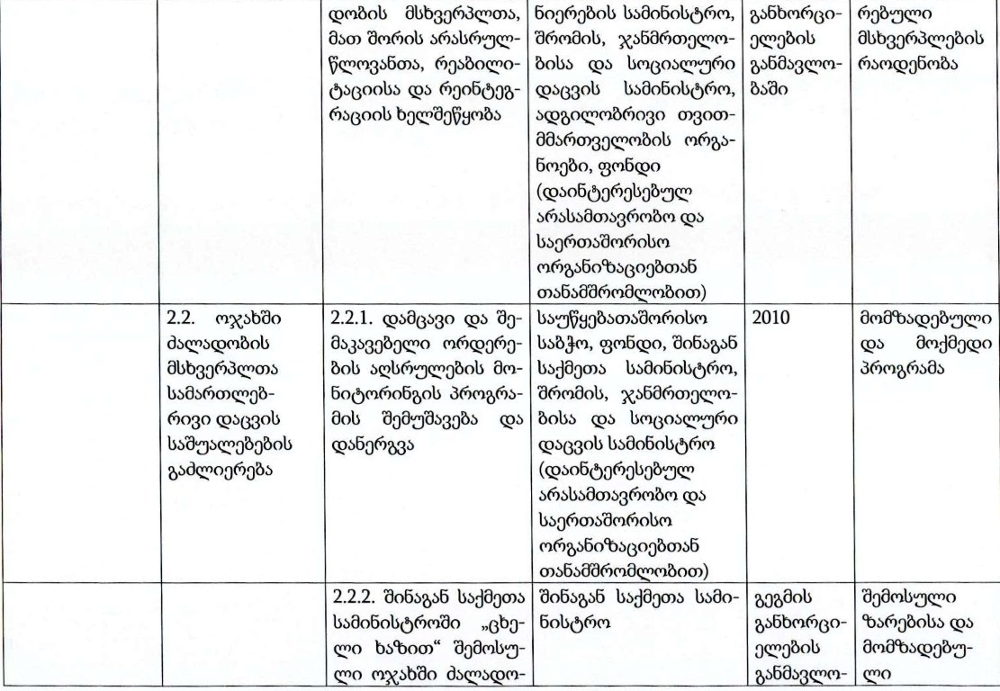 დობის მსხვერპლთა,
მათ შორის არასრულ-
წლოვანთა, რეაბილი-
ტაციისა და რეინტეგ-
რაციის ხელშეწყობა
ნიერების სამინისტრო,
შრომის, ჯანმრთელო-
ბისა და სოციალური
დაცვის სამინისტრო,
ადგილობრივი თვით-
მმართველობის ორგა-
ნოები, ფონდი
(დაინტერესებულ
არასამთავრობო და
საერთაშორისო
ორგანიზაციებთან
თანამშრომლობით)
განხორცი-
ელების
განმავლო-
ბაში
რებული
მსხვერპლების
რაოდენობა
2.2. ოჯახში
ძალადობის
მსხვერპლთა
სამართლებ-
რივი დაცვის
საშუალებების
გაძლიერება
2.2.1. დამცავი და შე-
მაკავებელი ორდერე-
ბის აღსრულების მო-
ნიტორინგის პროგრა-
მის შემუშავება და
დანერგვა
საუწყებათაშორისო
საბჭო, ფონდი, შინაგან
საქმეთა სამინისტრო,
შრომის, ჯანმრთელო-
ბისა და სოციალური
დაცვის სამინისტრო
(დაინტერესებულ
არასამთავრობო და
საერთაშორისო
ორგანიზაციებთან
თანამშრომლობით)
2010
მომზადებული
და მოქმედი
პროგრამა
2.2.2. შინაგან საქმეთა
სამინისტროში „ცხე-
ლი ხაზით“ შემოსუ-
ლი ოჯახში ძალადო-
შინაგან საქმეთა სამი-
ნისტრო
გეგმის
განხორცი-
ელების
განმავლო-
შემოსული
ზარებისა და
მომზადებუ-
ლი